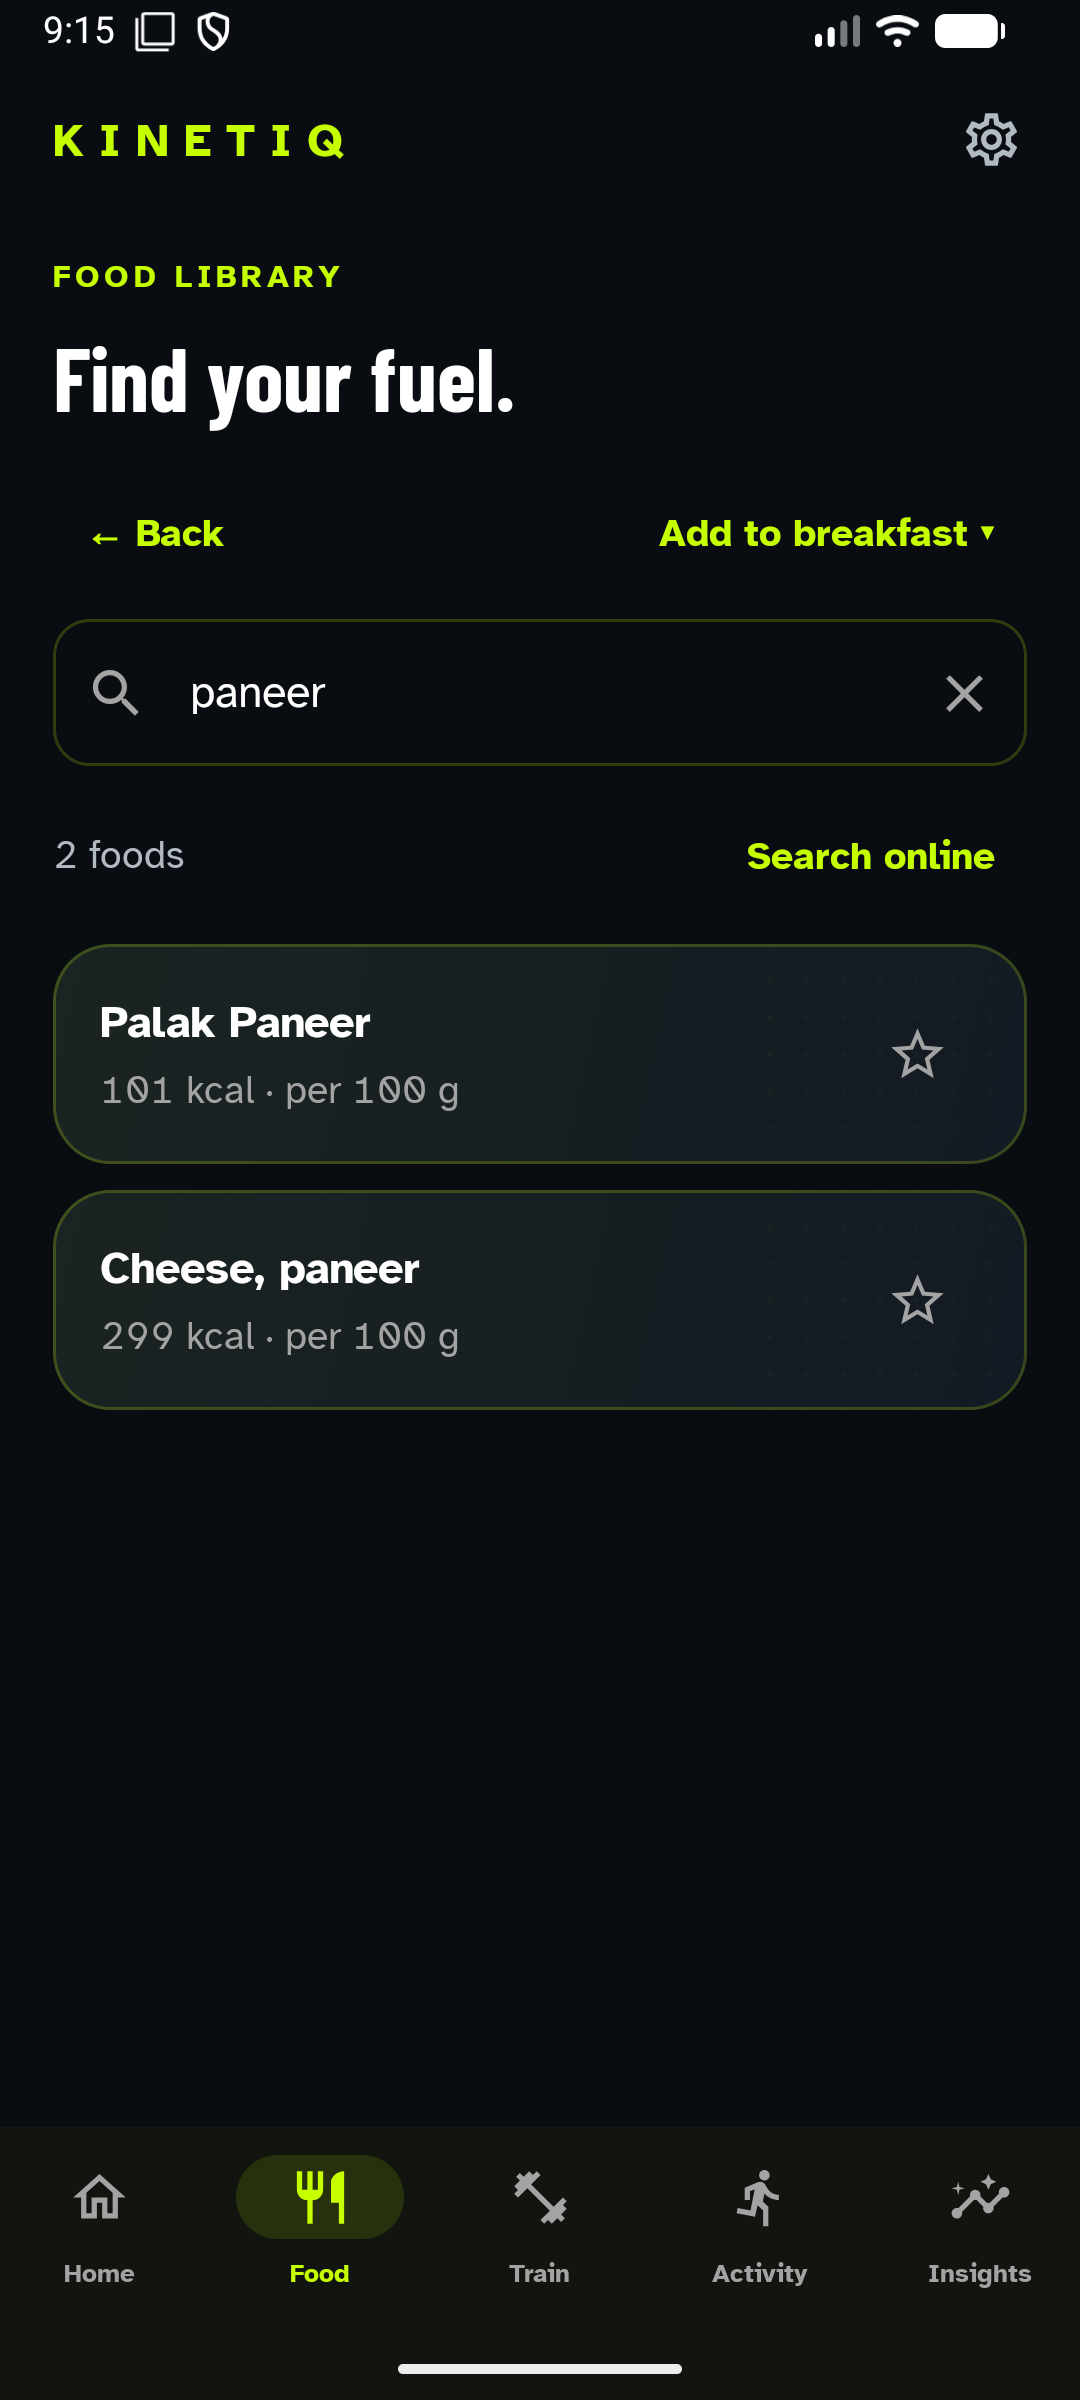 9:15
KINETIQ
FOOD LIBRARY
Find your fuel.
← Back
Add to breakfast ▾
paneer
2 foods
Search online
Palak Paneer
101 kcal · per 100 g
Cheese, paneer
299 kcal · per 100 g
Home
Food
Train
Activity
Insights